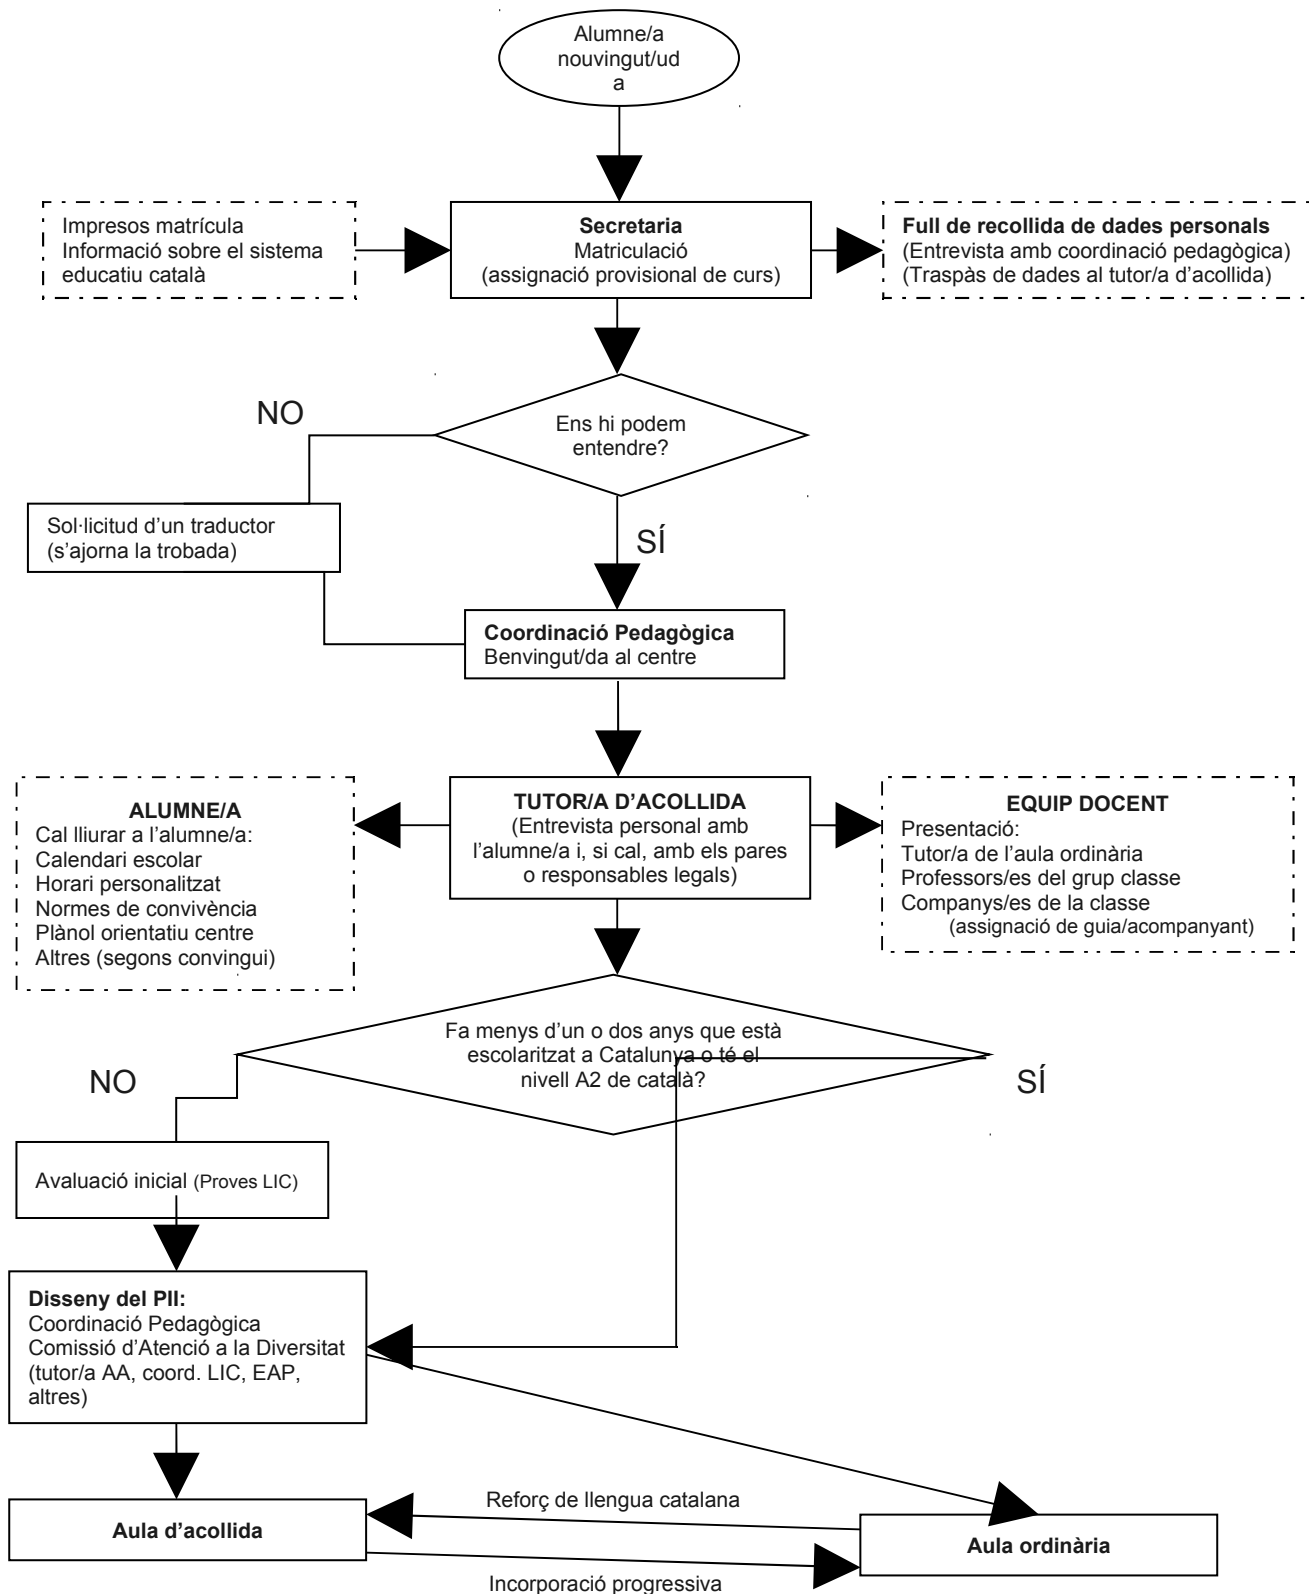 Alumne/a
nouvingut/ud
a
Impresos matrícula
Informació sobre el sistema
educatiu català
Secretaria
Matriculació
(assignació provisional de curs)
Full de recollida de dades personals
(Entrevista amb coordinació pedagògica)
(Traspàs de dades al tutor/a d’acollida)
NO
Ens hi podem
entendre?
Sol·licitud d’un traductor
(s’ajorna la trobada)
SÍ
Coordinació Pedagògica
Benvingut/da al centre
ALUMNE/A
Cal lliurar a l’alumne/a:
Calendari escolar
Horari personalitzat
Normes de convivència
Plànol orientatiu centre
Altres (segons convingui)
TUTOR/A D’ACOLLIDA
(Entrevista personal amb
l’alumne/a i, si cal, amb els pares
o responsables legals)
EQUIP DOCENT
Presentació:
Tutor/a de l’aula ordinària
Professors/es del grup classe
Companys/es de la classe
(assignació de guia/acompanyant)
Fa menys d’un o dos anys que està
escolaritzat a Catalunya o té el
nivell A2 de català?
NO
SÍ
Avaluació inicial (Proves LIC)
Disseny del PII:
Coordinació Pedagògica
Comissió d’Atenció a la Diversitat
(tutor/a AA, coord. LIC, EAP,
altres)
Reforç de llengua catalana
Aula d’acollida
Aula ordinària
Incorporació progressiva